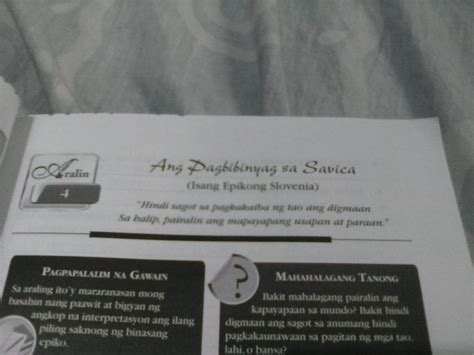 Aralin
4
Ang Pagbibinyag sa Savica
(Isang Epikong Slovenia)
"Hindi sagot sa pagkakaiba ng tao ang digmaan
Sa halip, pairalin ang mapayapang usapan at paraan."
PAGPAPALALIM NA GAWAIN
Sa araling ito'y mararanasan mong
basahin nang paawit at bigyan ng
angkop na interpretasyon ang ilang
piling saknong ng binasang
epiko.
?
MAHAHALAGANG TANONG
Bakit mahalagang pairalin ang
kapayapaan sa mundo? Bakit hindi
digmaan ang sagot sa anumang hindi
pagkakaunawaan sa pagitan ng mga tao,
lahi, o bansa?